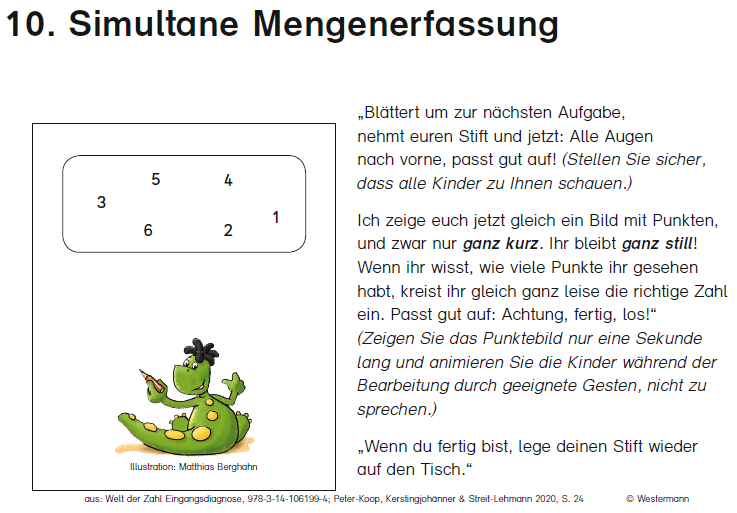 10. Simultane Mengenerfassung
5 4
3
1
6 2
Illustration: Matthias Berghahn
„Blättert um zur nächsten Aufgabe,
nehmt euren Stift und jetzt: Alle Augen
nach vorne, passt gut auf! (Stellen Sie sicher,
dass alle Kinder zu Ihnen schauen.)
Ich zeige euch jetzt gleich ein Bild mit Punkten,
und zwar nur ganz kurz. Ihr bleibt ganz still!
Wenn ihr wisst, wie viele Punkte ihr gesehen
habt, kreist ihr gleich ganz leise die richtige Zahl
ein. Passt gut auf: Achtung, fertig, los!“
(Zeigen Sie das Punktebild nur eine Sekunde
lang und animieren Sie die Kinder während der
Bearbeitung durch geeignete Gesten, nicht zu
sprechen.)
„Wenn du fertig bist, lege deinen Stift wieder
auf den Tisch.“
aus: Welt der Zahl Eingangsdiagnose, 978-3-14-106199-4; Peter-Koop, Kerstingjohänner & Streit-Lehmann 2020, S. 24 © Westermann